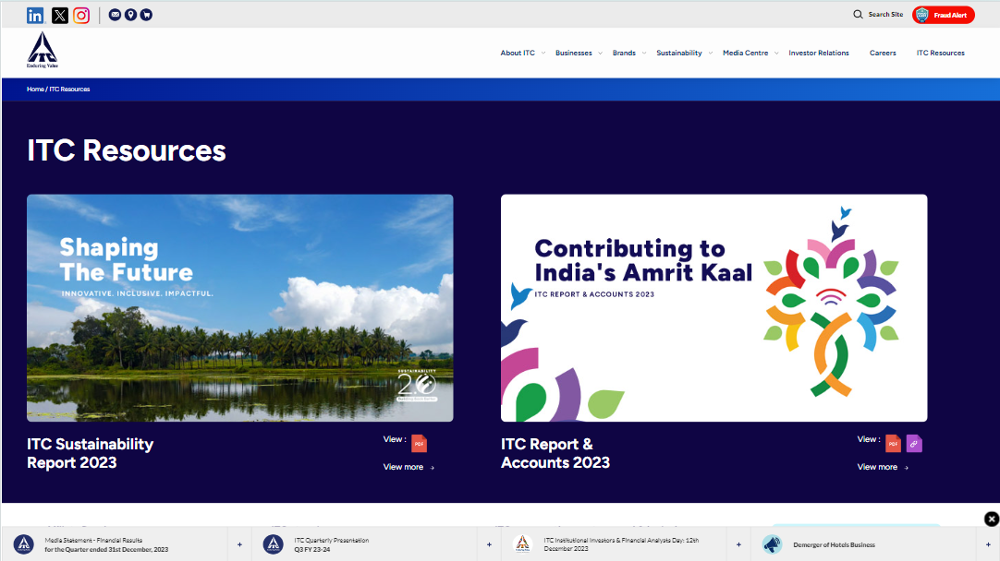 Search Site
Fraud Alert
Enduring Value
About ITC
Businesses
Brands
Sustainability
Media Centre
Investor Relations
Careers
ITC Resources
Home / ITC Resources
ITC Resources
Shaping
The Future
INNOVATIVE. INCLUSIVE. IMPACTFUL.
SUSTAINABILITY
2.0
Contributing to
India's Amrit Kaal
ITC REPORT & ACCOUNTS 2023
ITC Sustainability
Report 2023
View :
PDF
View more
ITC Report &
Accounts 2023
View :
PDF
View more
Media Statement - Financial Results
for the Quarter ended 31st December, 2023
ITC Quarterly Presentation
Q3 FY 23-24
ITC Institutional Investors & Financial Analysts Day: 12th
December 2023
Demerger of Hotels Business